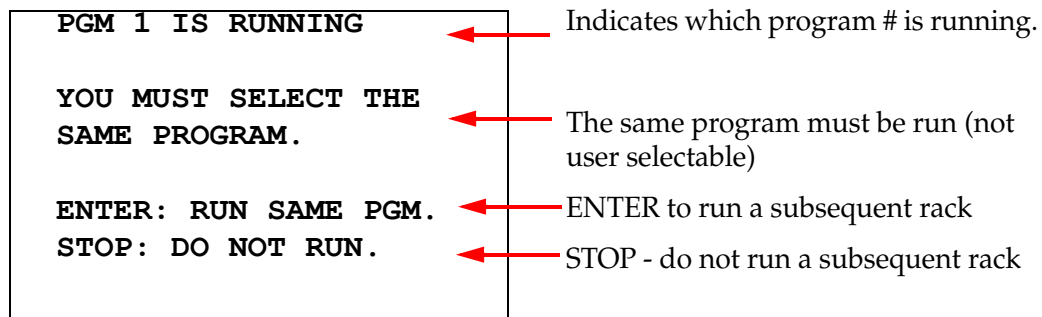 PGM 1 IS RUNNING
Indicates which program # is running.
YOU MUST SELECT THE
SAME PROGRAM.
The same program must be run (not
user selectable)
ENTER: RUN SAME PGM.
ENTER to run a subsequent rack
STOP: DO NOT RUN.
STOP - do not run a subsequent rack